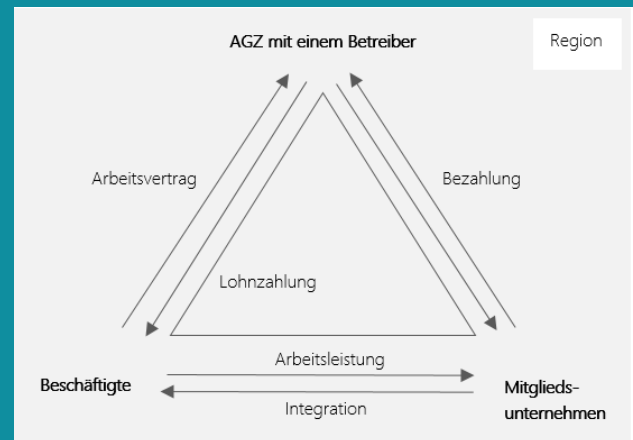 AGZ mit einem Betreiber
Region
Arbeitsvertrag
Bezahlung
Lohnzahlung
Arbeitsleistung
Beschäftigte
Mitglieds-
unternehmen
Integration